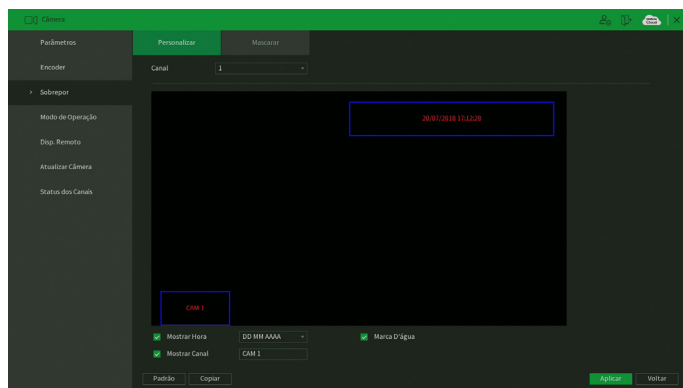 Câmera
Parâmetros
Encoder
Sobrepor
Modo de Operação
Disp. Remoto
Atualizar Câmera
Status dos Canais
Personalizar Mascarar
Canal 1
20/07/2018 17:12:28
CAM 1
Mostrar Hora DD MM AAAA Marca D'água
Mostrar Canal CAM 1
Padrão Copiar Aplicar Voltar